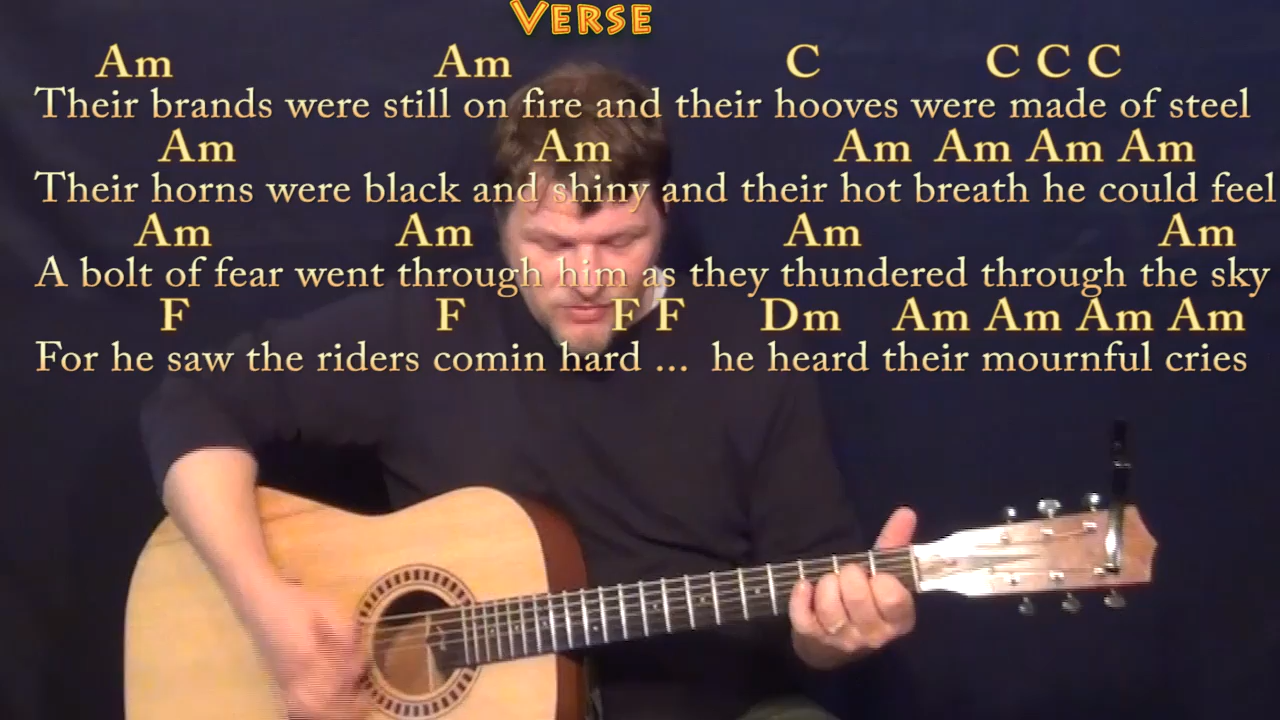 VERSE
Am Am C C C C
Their brands were still on fire and their hooves were made of steel
Am Am Am Am Am Am
Their horns were black and shiny and their hot breath he could feel
Am Am Am Am
A bolt of fear went through him as they thundered through the sky
F F F F Dm Am Am Am Am
For he saw the riders comin hard ... he heard their mournful cries